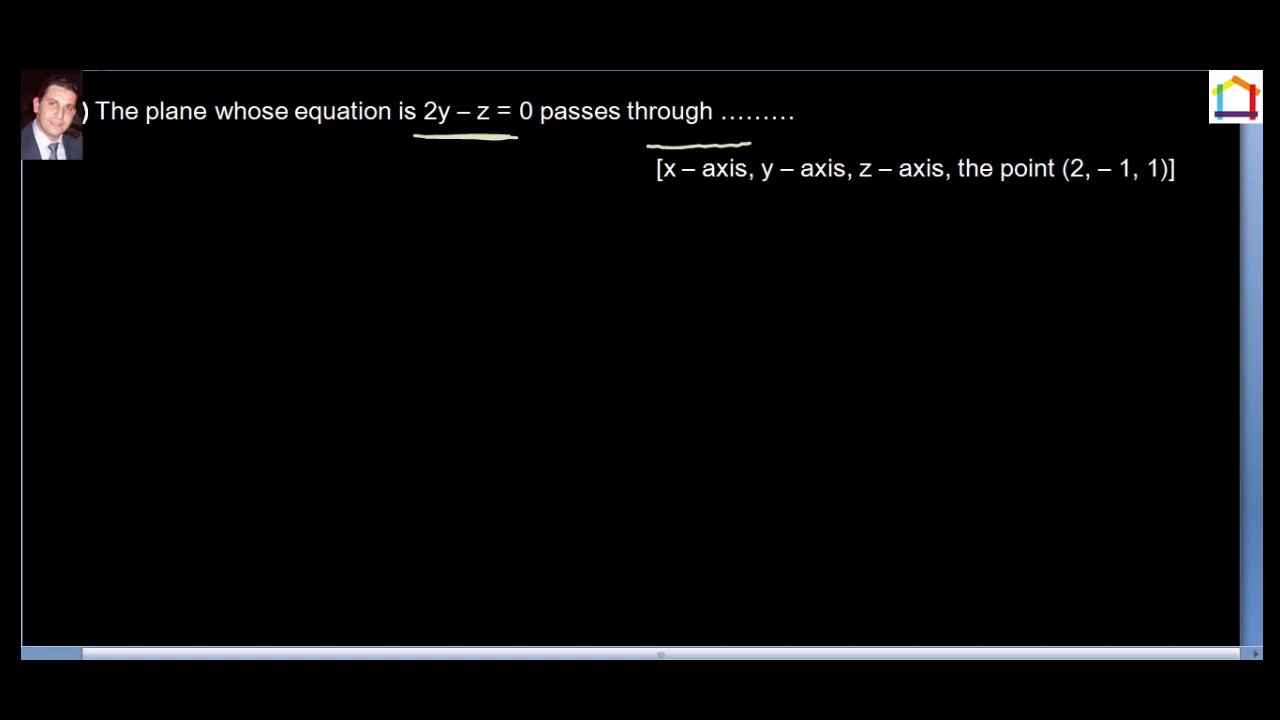 ) The plane whose equation is 2y – z = 0 passes through ………
[x – axis, y – axis, z – axis, the point (2, – 1, 1)]